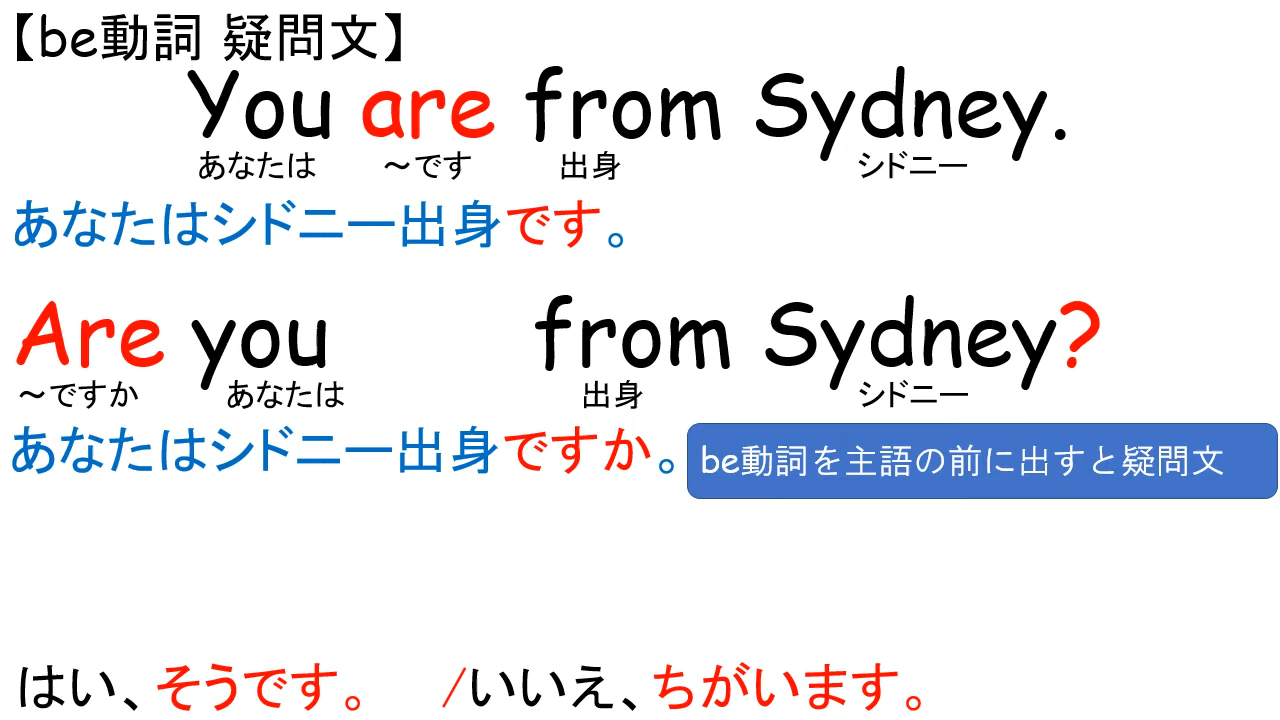 【be動詞 疑問文】
You are from Sydney.
あなたは ～です 出身 シドニー
あなたはシドニー出身です。
Are you from Sydney?
～ですか あなたは 出身 シドニー
あなたはシドニー出身ですか。
be動詞を主語の前に出すと疑問文
はい、そうです。 /いいえ、ちがいます。